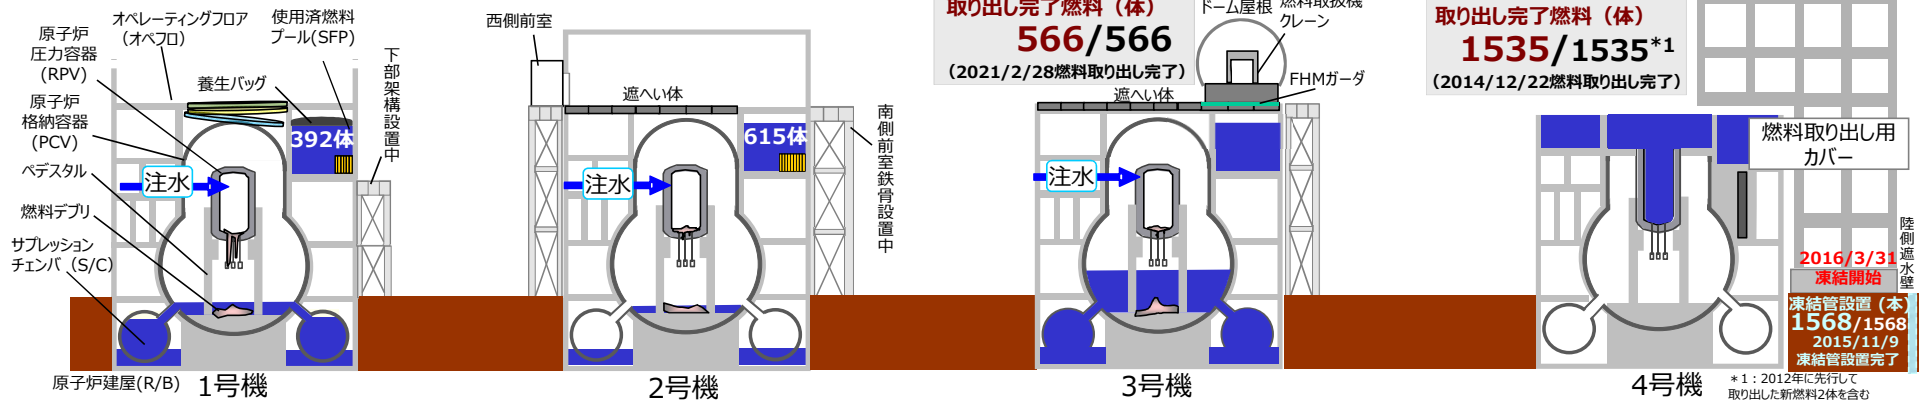 オペレーティングフロア
(オペフロ)
使用済燃料
プール(SFP)
原子炉
圧力容器
(RPV)
原子炉
格納容器
(PCV)
養生バッグ
下部架構設置中
392体
ペデスタル
注水
燃料デブリ
サプレッション
チェンバ (S/C)
原子炉建屋(R/B)
1号機
西側前室
遮へい体
615体
注水
南側前室鉄骨設置中
2号機
取り出し完了燃料（体）
566/566
(2021/2/28燃料取り出し完了)
ドーム屋根
燃料取扱機
クレーン
FHMガーダ
遮へい体
注水
3号機
取り出し完了燃料（体）
1535/1535*1
(2014/12/22燃料取り出し完了)
燃料取り出し用
カバー
陸側遮水壁
2016/3/31
凍結開始
凍結管設置 (本)
1568/1568
2015/11/9
凍結管設置完了
4号機
*1：2012年に先行して
取り出した新燃料2体を含む